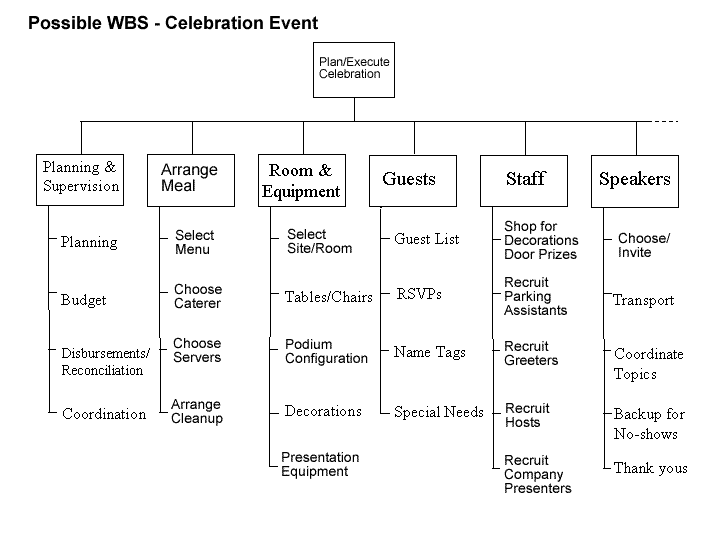 Possible WBS - Celebration Event
Plan/Execute
Celebration
Planning &
Supervision
Planning
Budget
Disbursements/
Reconciliation
Coordination
Arrange
Meal
Select
Menu
Choose
Caterer
Choose
Servers
Arrange
Cleanup
Room &
Equipment
Select
Site/Room
Tables/Chairs
Podium
Configuration
Decorations
Presentation
Equipment
Guests
Guest List
RSVPs
Name Tags
Special Needs
Staff
Shop for
Decorations
Door Prizes
Recruit
Parking
Assistants
Recruit
Greeters
Recruit
Hosts
Recruit
Company
Presenters
Speakers
Choose/
Invite
Transport
Coordinate
Topics
Backup for
No-shows
Thank yous